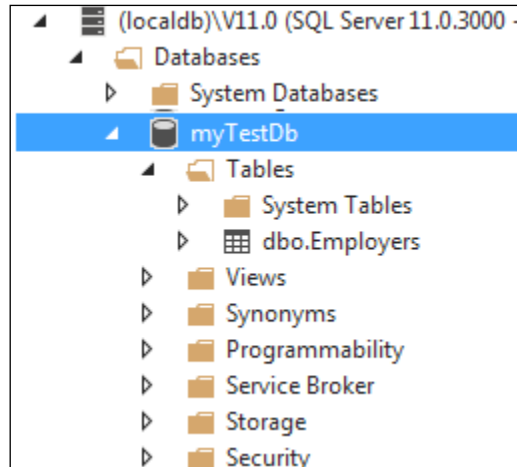 (localdb)\V11.0 (SQL Server 11.0.3000 -
Databases
System Databases
myTestDb
Tables
System Tables
dbo.Employers
Views
Synonyms
Programmability
Service Broker
Storage
Security